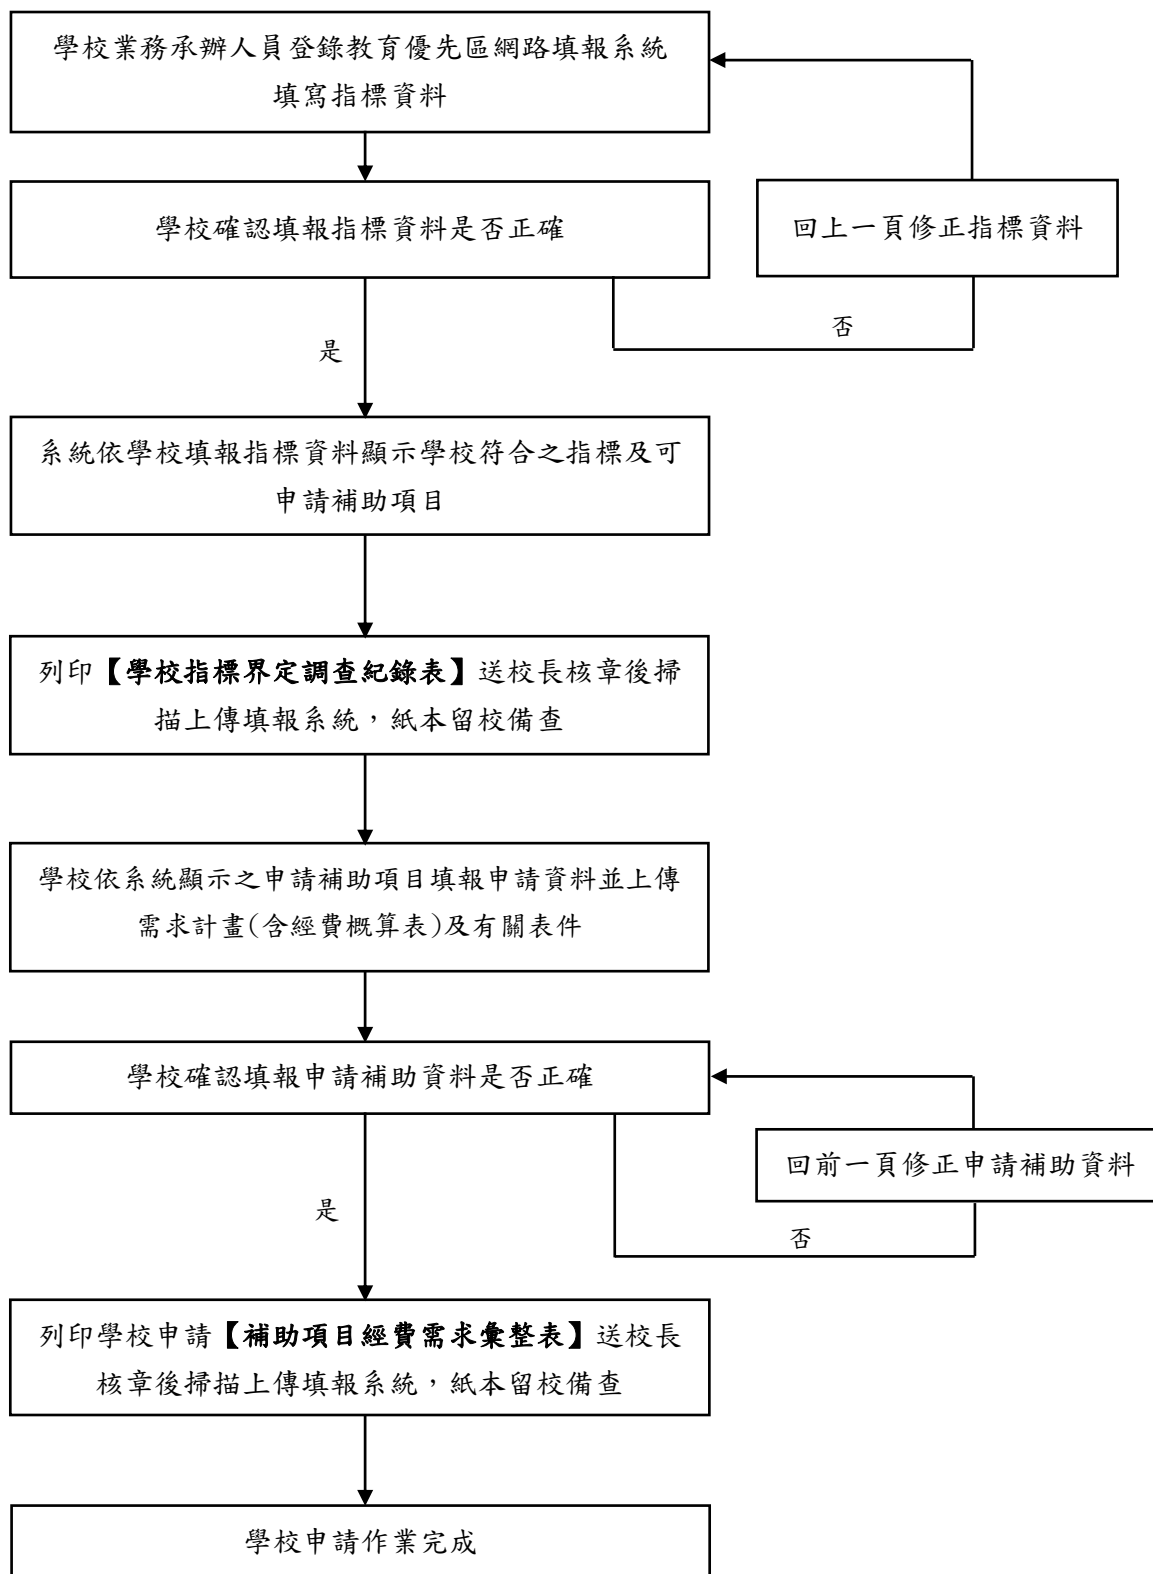 學校業務承辦人員登錄教育優先區網路填報系統
填寫指標資料
學校確認填報指標資料是否正確
回上一頁修正指標資料
否
是
系統依學校填報指標資料顯示學校符合之指標及可
申請補助項目
列印【學校指標界定調查紀錄表】送校長核章後掃
描上傳填報系統，紙本留校備查
學校依系統顯示之申請補助項目填報申請資料並上傳
需求計畫(含經費概算表)及有關表件
學校確認填報申請補助資料是否正確
回前一頁修正申請補助資料
是
否
列印學校申請【補助項目經費需求彙整表】送校長
核章後掃描上傳填報系統，紙本留校備查
學校申請作業完成